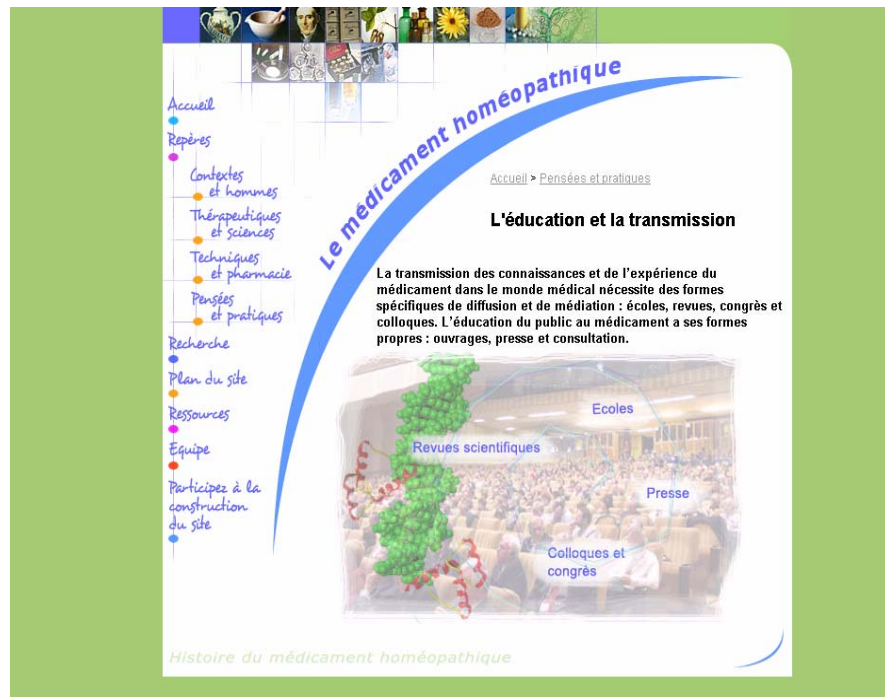 Le médicament homéopathique
Accueil
Repères
Contextes
et hommes
Thérapeutiques
et sciences
Techniques
et pharmacie
Pensées
et pratiques
Recherche
Plan du site
Ressources
Equipe
Participez à la
construction
du site
Accueil > Pensées et pratiques
L'éducation et la transmission
La transmission des connaissances et de l'expérience du
médicament dans le monde médical nécessite des formes
spécifiques de diffusion et de médiation : écoles, revues, congrès et
colloques. L'éducation du public au médicament a ses formes
propres : ouvrages, presse et consultation.
Ecoles
Revues scientifiques
Presse
Colloques et
congrès
Histoire du médicament homéopathique